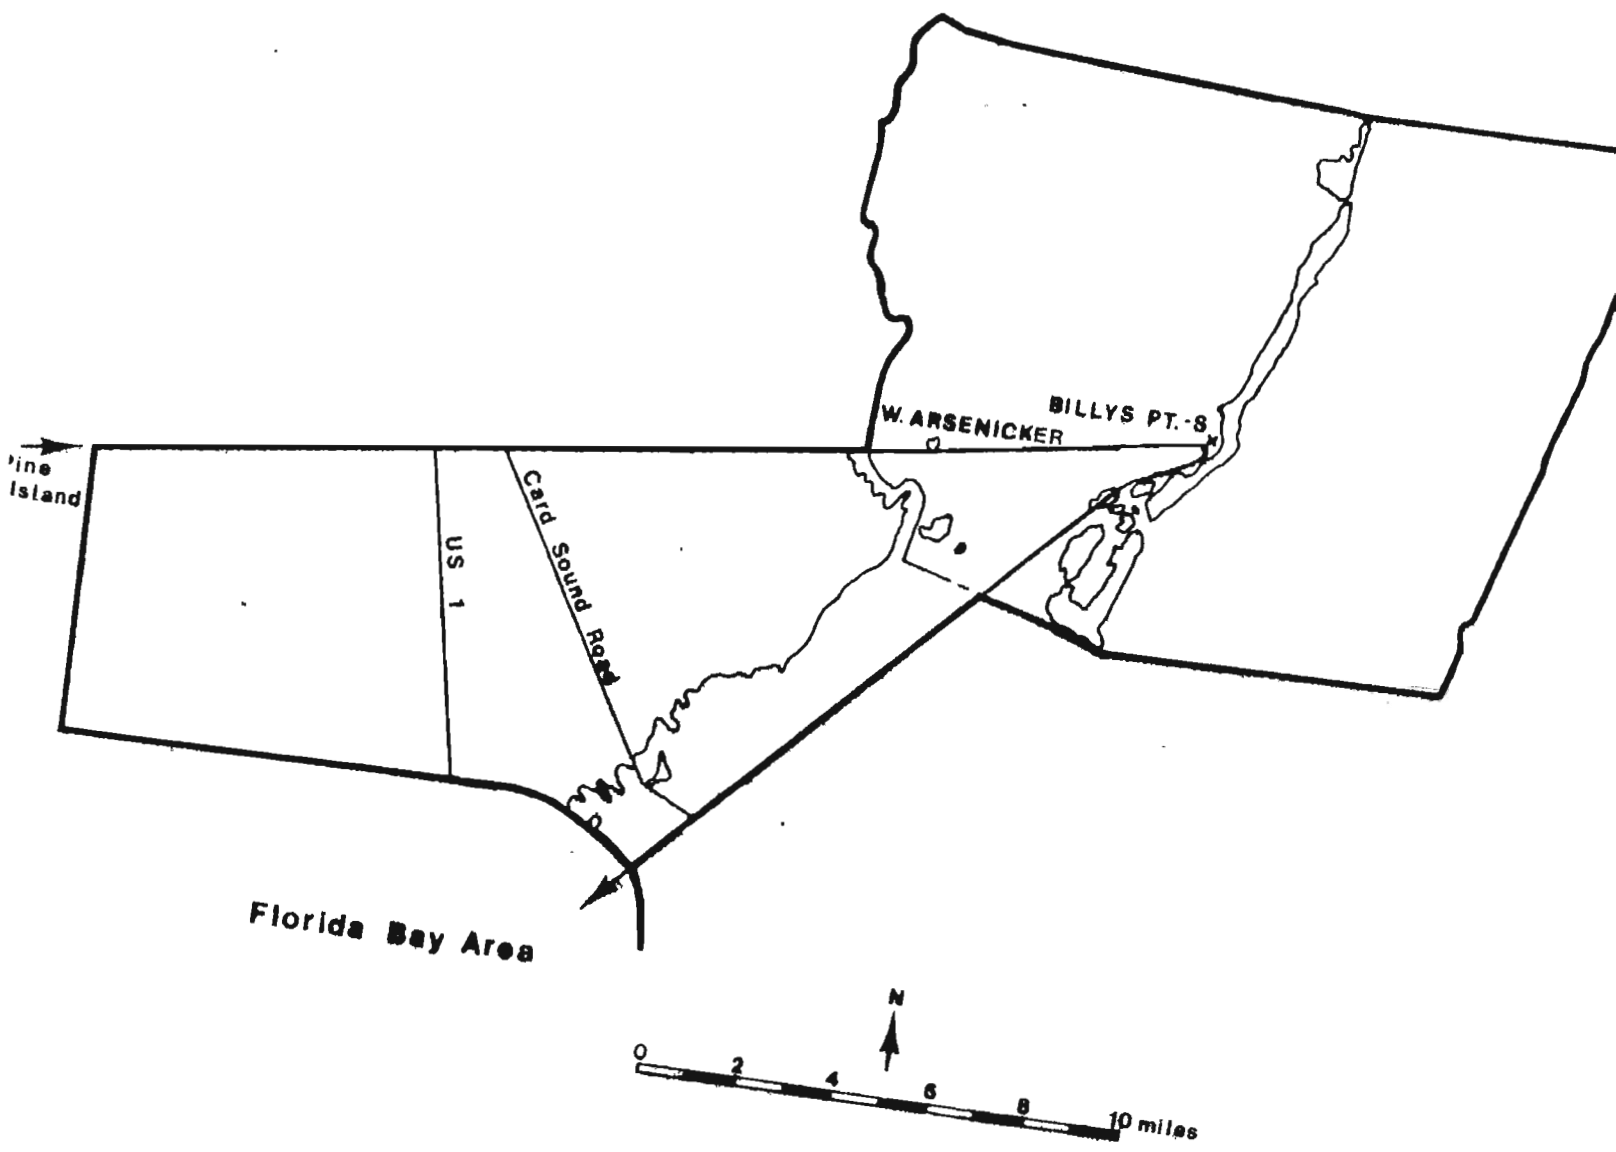 BILLYS PT.-8
W. ARSENICKER
Island
Card Sound Road
US 1
Florida Bay Area
N
0 2 4 6 8 10 miles